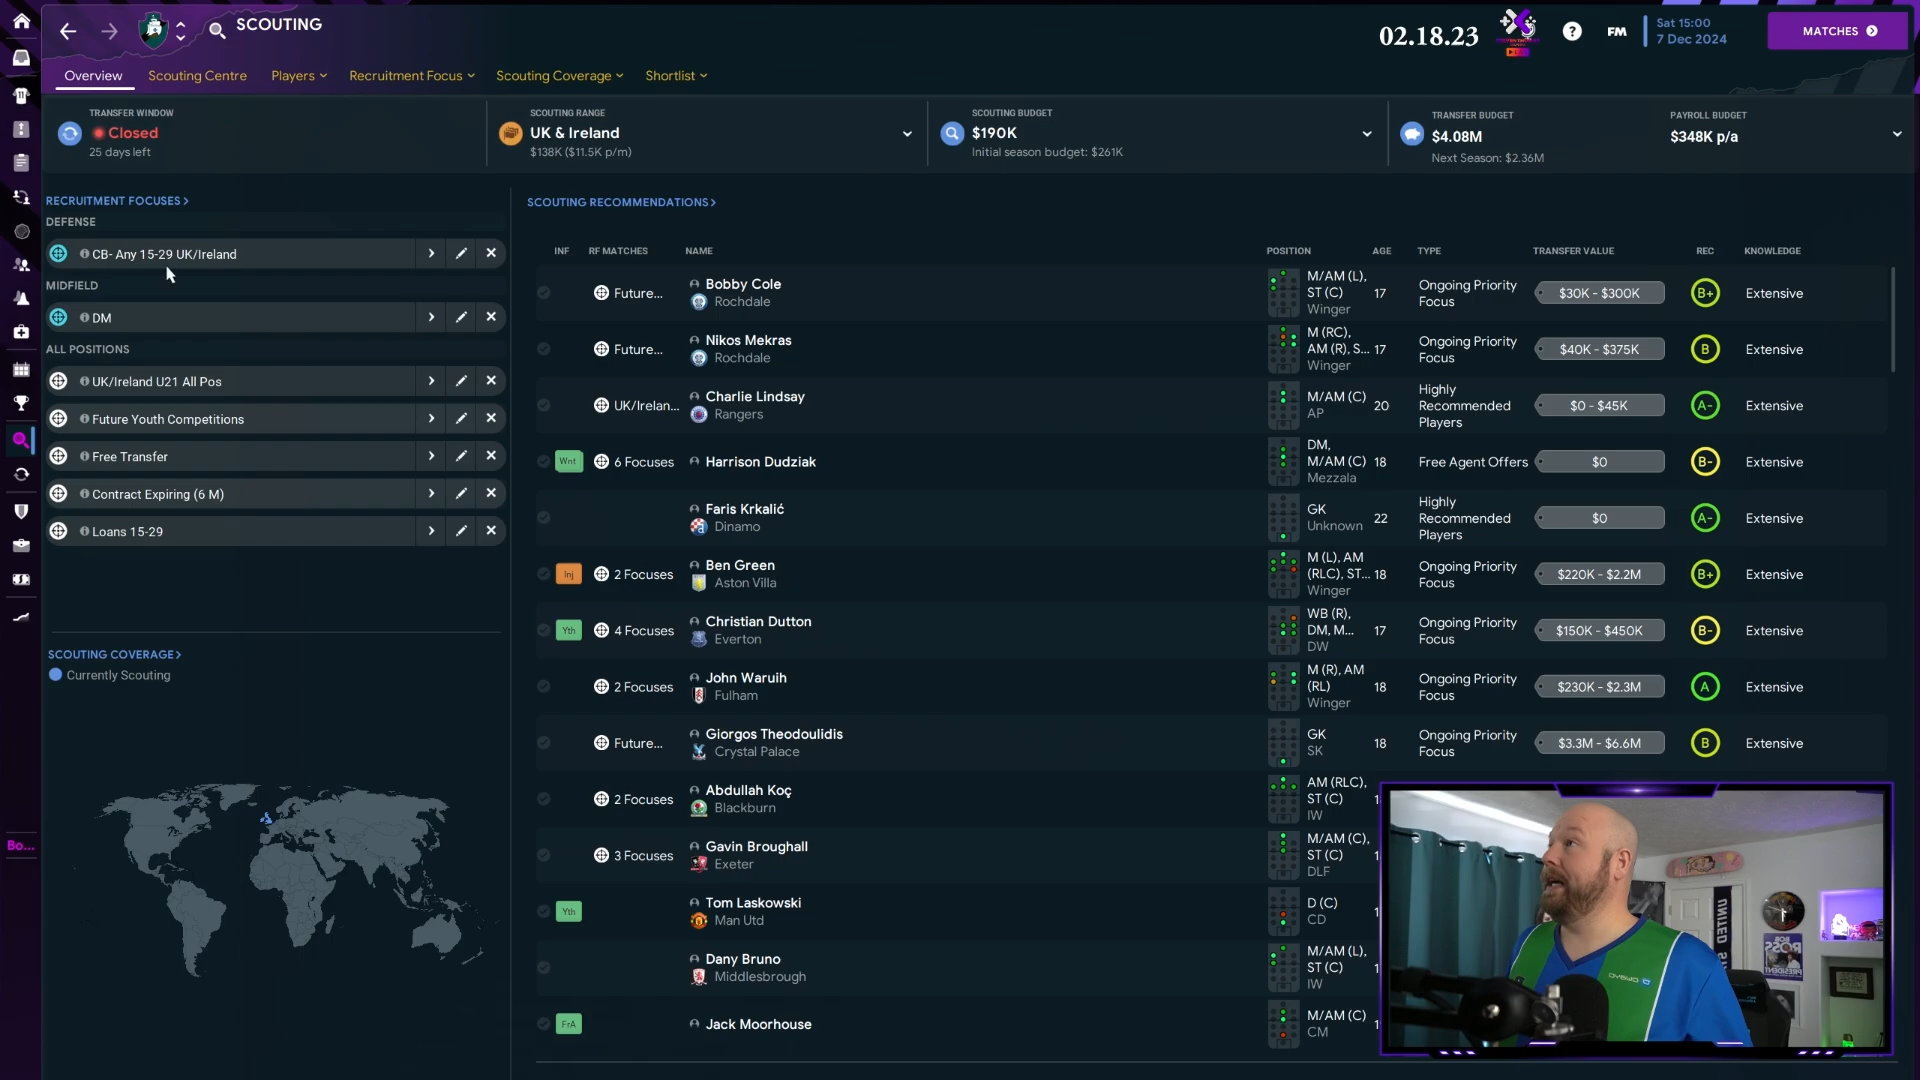 SCOUTING
02.18.23
FM
Sat 15:00
7 Dec 2024
MATCHES
Overview
Scouting Centre
Players
Recruitment Focus
Scouting Coverage
Shortlist
TRANSFER WINDOW
Closed
25 days left
SCOUTING RANGE
UK & Ireland
$138K ($11.5K p/m)
SCOUTING BUDGET
$190K
Initial season budget: $261K
TRANSFER BUDGET
$4.08M
Next Season: $2.36M
PAYROLL BUDGET
$348K p/a
RECRUITMENT FOCUSES >
DEFENSE
CB- Any 15-29 UK/Ireland
MIDFIELD
DM
ALL POSITIONS
UK/Ireland U21 All Pos
Future Youth Competitions
Free Transfer
Contract Expiring (6 M)
Loans 15-29
SCOUTING COVERAGE >
Currently Scouting
Bo...
SCOUTING RECOMMENDATIONS >
INF RF MATCHES NAME POSITION AGE TYPE TRANSFER VALUE REC KNOWLEDGE
Future... Bobby Cole
Rochdale
M/AM (L),
ST (C)
Winger
17
Ongoing Priority
Focus
$30K - $300K B+ Extensive
Future... Nikos Mekras
Rochdale
M (RC),
AM (R), S...
Winger
17
Ongoing Priority
Focus
$40K - $375K B Extensive
UK/Irelan... Charlie Lindsay
Rangers
M/AM (C)
AP
20
Highly
Recommended
Players
$0 - $45K A- Extensive
Wnt 6 Focuses Harrison Dudziak
DM,
M/AM (C)
Mezzala
18
Free Agent Offers
$0 B- Extensive
Faris Krkalić
Dinamo
GK
Unknown
22
Highly
Recommended
Players
$0 A- Extensive
Inj 2 Focuses Ben Green
Aston Villa
M (L), AM
(RLC), ST...
Winger
18
Ongoing Priority
Focus
$220K - $2.2M B+ Extensive
Yth 4 Focuses Christian Dutton
Everton
WB (R),
DM, M...
DW
17
Ongoing Priority
Focus
$150K - $450K B- Extensive
2 Focuses John Waruih
Fulham
M (R), AM
(RL)
Winger
18
Ongoing Priority
Focus
$230K - $2.3M A Extensive
Future... Giorgos Theodoulidis
Crystal Palace
GK
SK
18
Ongoing Priority
Focus
$3.3M - $6.6M B Extensive
2 Focuses Abdullah Koç
Blackburn
AM (RLC),
ST (C)
IW
3 Focuses Gavin Broughall
Exeter
M/AM (C),
ST (C)
DLF
Yth Tom Laskowski
Man Utd
D (C)
CD
Dany Bruno
Middlesbrough
M/AM (L),
ST (C)
IW
FrA Jack Moorhouse
M/AM (C)
CM